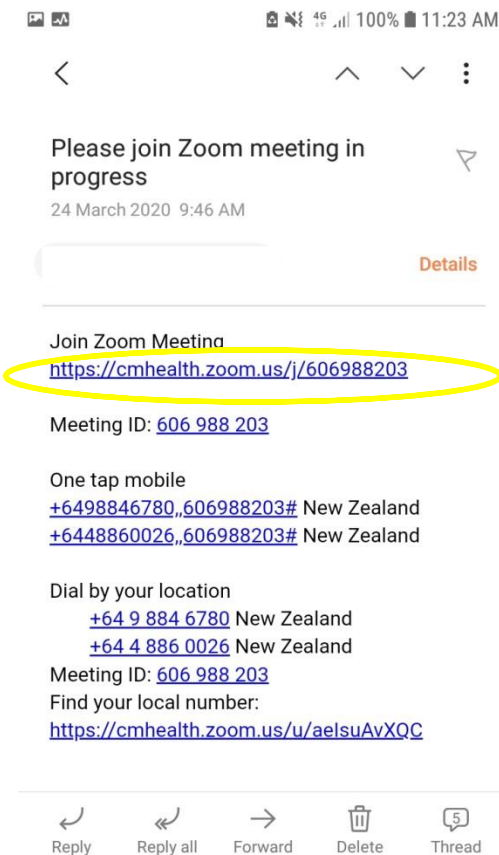 4G 100% 11:23 AM
Please join Zoom meeting in
progress
24 March 2020 9:46 AM
Details
Join Zoom Meeting
https://cmhealth.zoom.us/j/606988203
Meeting ID: 606 988 203
One tap mobile
+6498846780,,606988203# New Zealand
+6448860026,,606988203# New Zealand
Dial by your location
+64 9 884 6780 New Zealand
+64 4 886 0026 New Zealand
Meeting ID: 606 988 203
Find your local number:
https://cmhealth.zoom.us/u/aelsuAvXQC
Reply Reply all Forward Delete 5 Thread